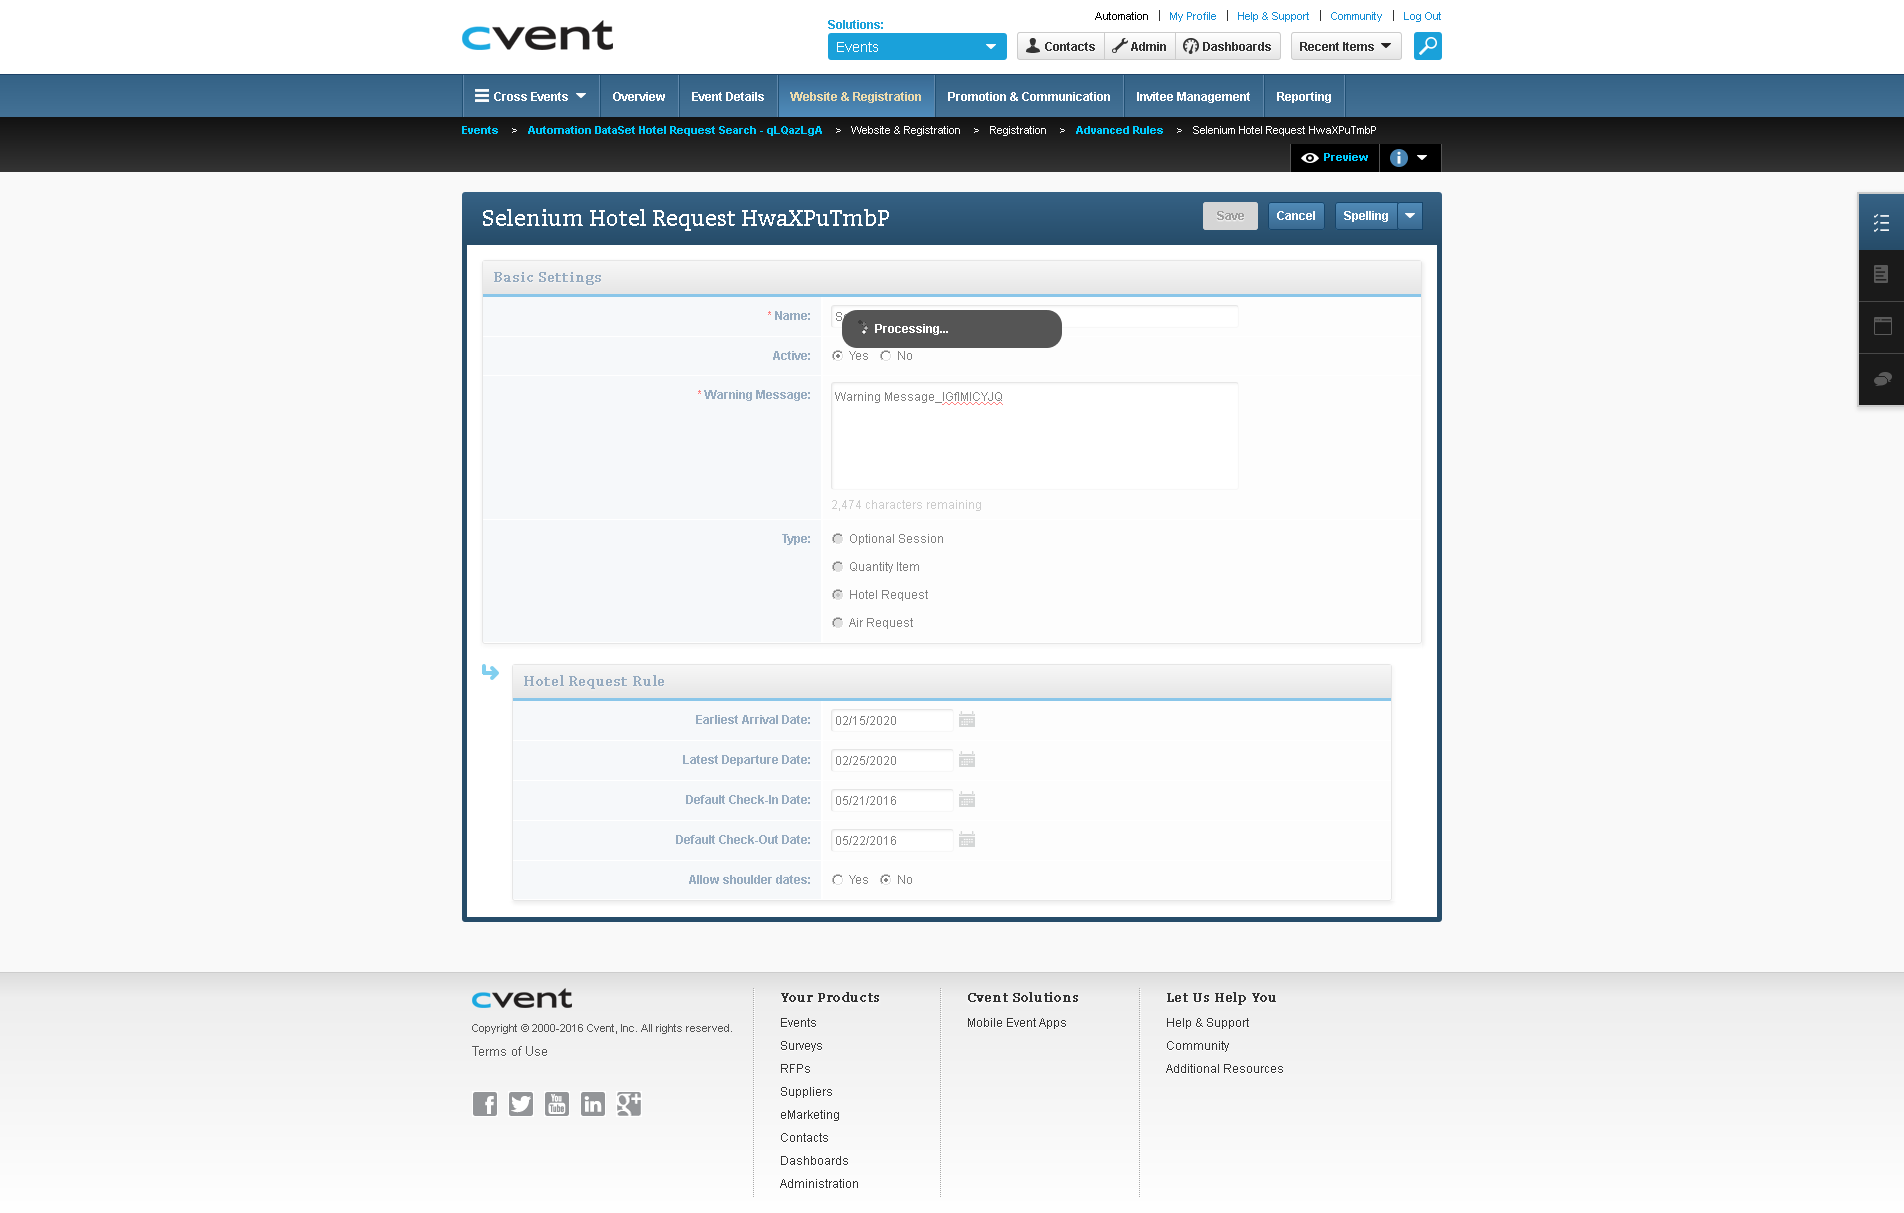 cvent
Automation | My Profile | Help & Support | Community | Log Out
Solutions:
Events
Contacts
Admin
Dashboards
Recent Items
Cross Events
Overview
Event Details
Website & Registration
Promotion & Communication
Invitee Management
Reporting
Events > Automation DataSet Hotel Request Search - qLQazLgA > Website & Registration > Registration > Advanced Rules > Selenium Hotel Request HwaXPuTmbP
Preview
Selenium Hotel Request HwaXPuTmbP
Save
Cancel
Spelling
Basic Settings
* Name:
Processing...
Active: Yes No
* Warning Message:
2,474 characters remaining
Type:
Optional Session
Quantity Item
Hotel Request
Air Request
Hotel Request Rule
Earliest Arrival Date: 02/15/2020
Latest Departure Date: 02/25/2020
Default Check-In Date: 05/21/2016
Default Check-Out Date: 05/22/2016
Allow shoulder dates: Yes No
cvent
Copyright © 2000-2016 Cvent, Inc. All rights reserved.
Terms of Use
Your Products
Events
Surveys
RFPs
Suppliers
eMarketing
Contacts
Dashboards
Administration
Cvent Solutions
Mobile Event Apps
Let Us Help You
Help & Support
Community
Additional Resources